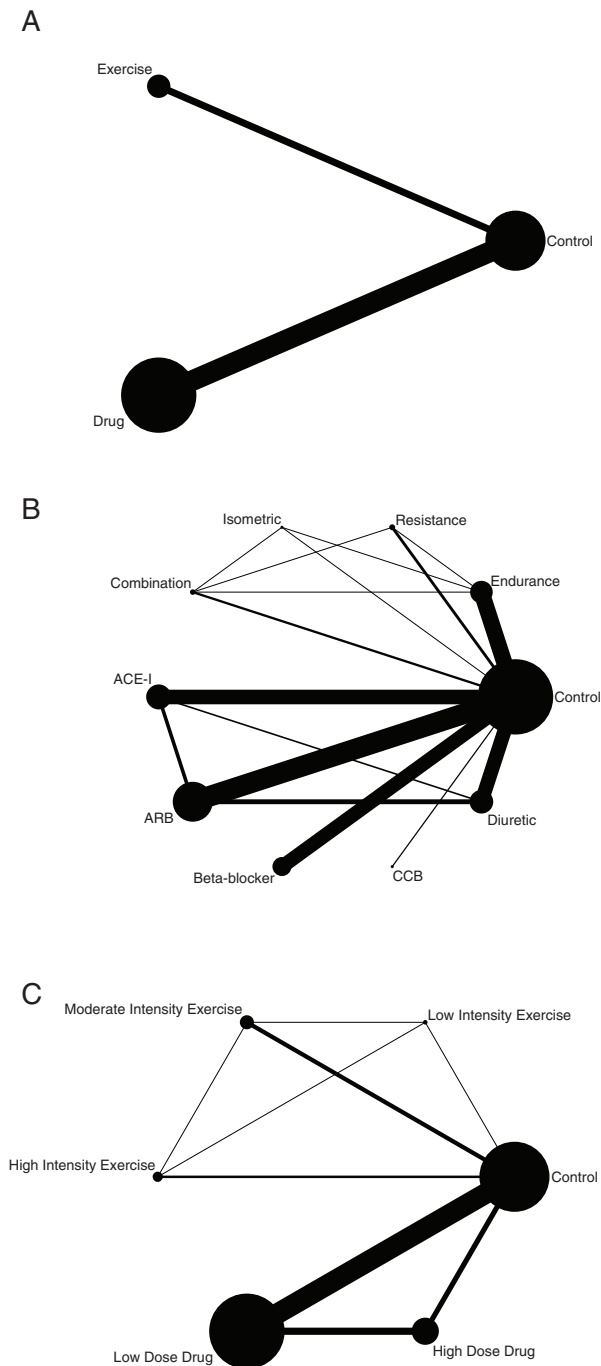 A
Exercise
Control
Drug
B
Isometric
Resistance
Combination
Endurance
ACE-I
Control
ARB
Diuretic
Beta-blocker
CCB
C
Moderate Intensity Exercise
Low Intensity Exercise
High Intensity Exercise
Control
Low Dose Drug
High Dose Drug